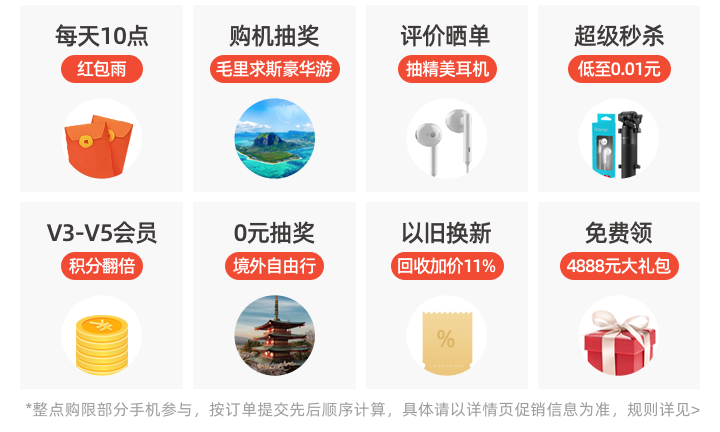 每天10点
红包雨
购机抽奖
毛里求斯豪华游
评价晒单
抽精美耳机
超级秒杀
低至0.01元
V3-V5会员
积分翻倍
0元抽奖
境外自由行
以旧换新
回收加价11%
%
免费领
4888元大礼包
*整点购限部分手机参与，按订单提交先后顺序计算，具体请以详情页促销信息为准，规则详见>